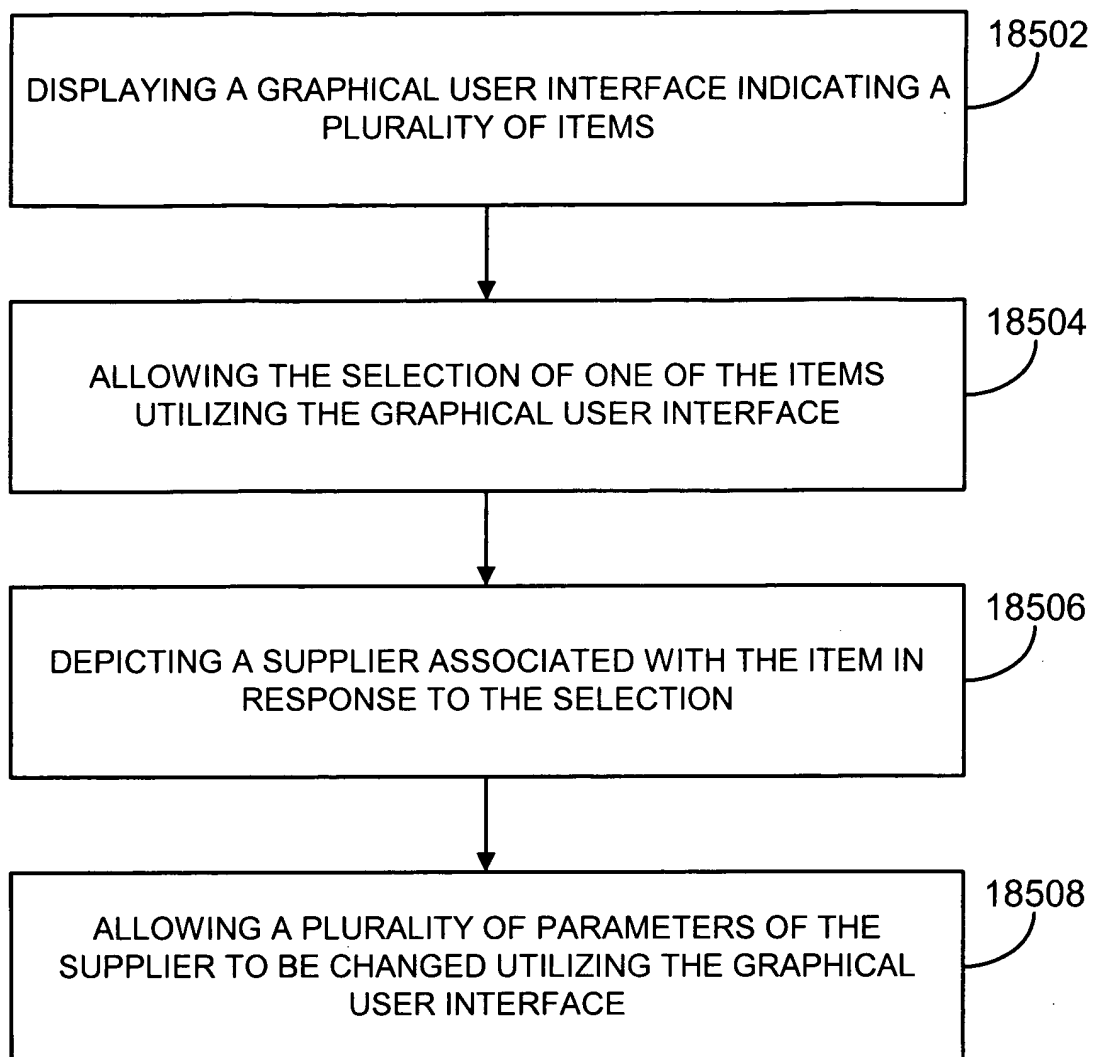 18502
DISPLAYING A GRAPHICAL USER INTERFACE INDICATING A
PLURALITY OF ITEMS
18504
ALLOWING THE SELECTION OF ONE OF THE ITEMS
UTILIZING THE GRAPHICAL USER INTERFACE
18506
DEPICTING A SUPPLIER ASSOCIATED WITH THE ITEM IN
RESPONSE TO THE SELECTION
18508
ALLOWING A PLURALITY OF PARAMETERS OF THE
SUPPLIER TO BE CHANGED UTILIZING THE GRAPHICAL
USER INTERFACE